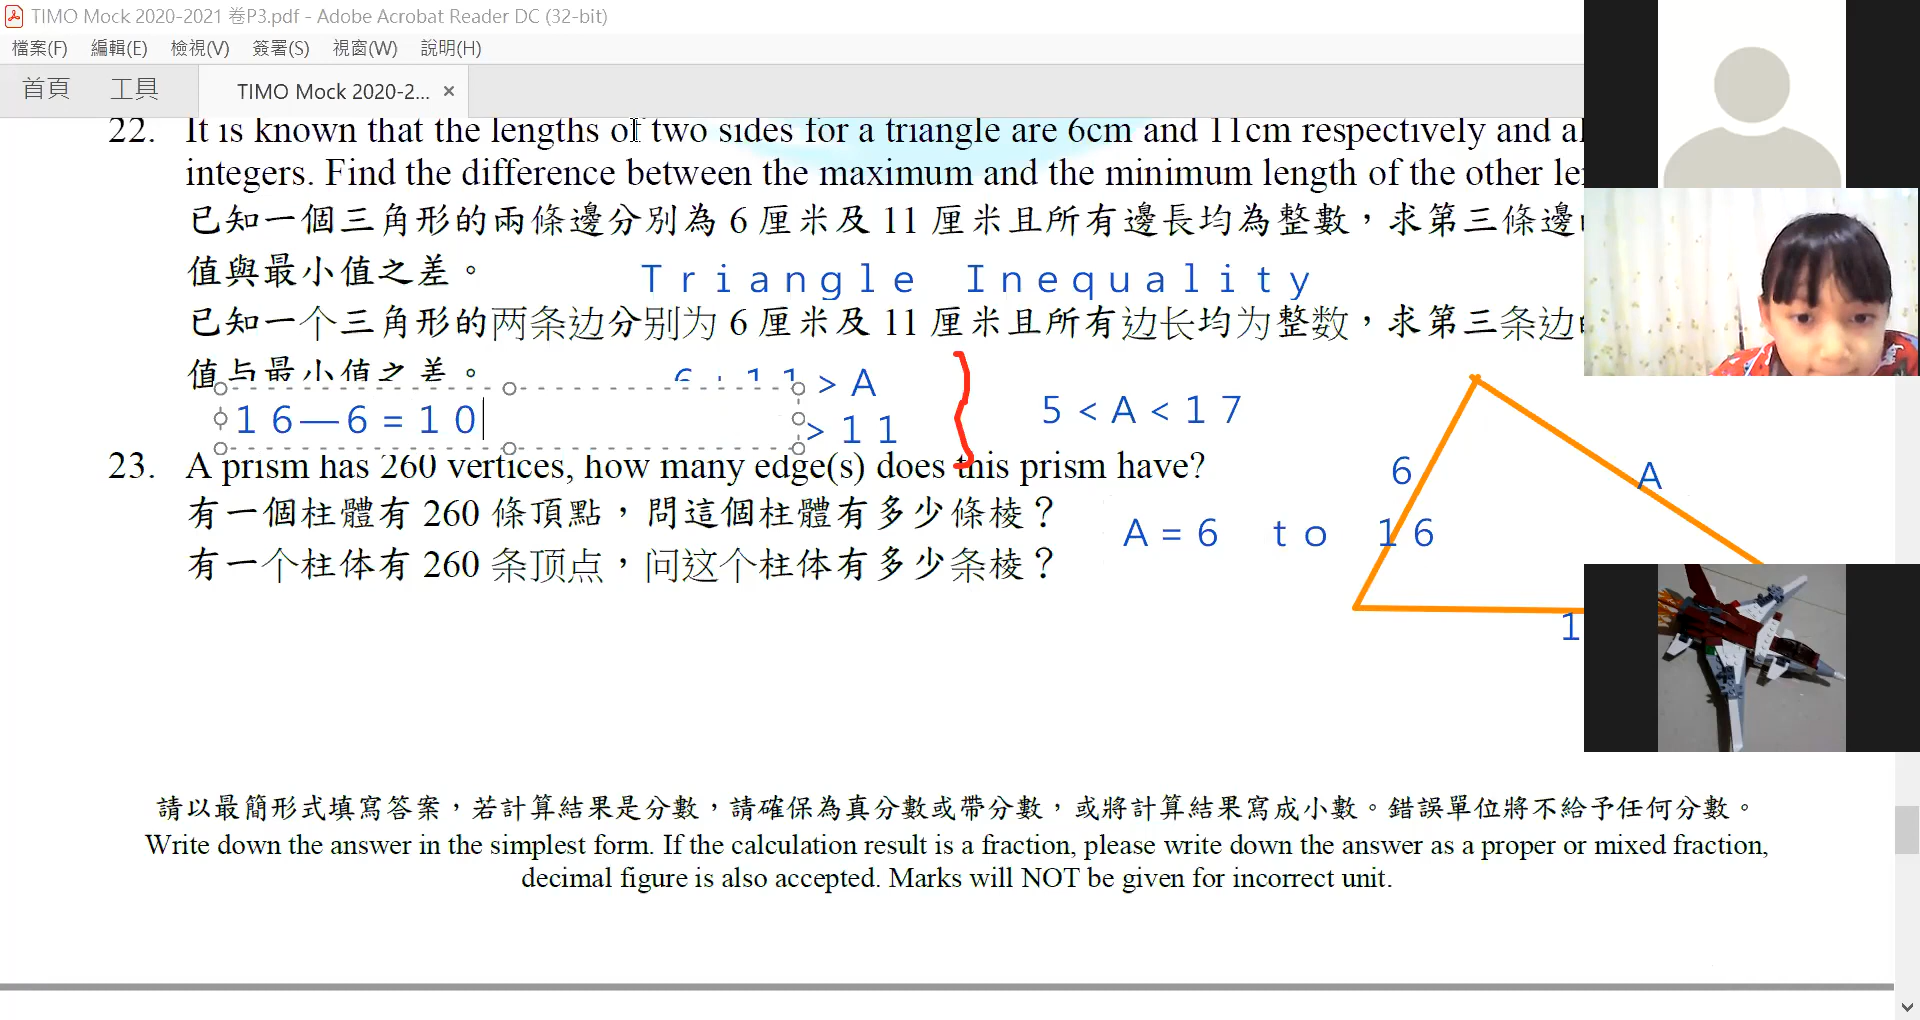 TIMO Mock 2020-2021 卷P3.pdf - Adobe Acrobat Reader DC (32-bit)
檔案(F) 編輯(E) 檢視(V) 簽署(S) 視窗(W) 說明(H)
首頁 工具 TIMO Mock 2020-2... ×
22. It is known that the lengths of two sides for a triangle are 6cm and 11cm respectively and
integers. Find the difference between the maximum and the minimum length of the other
已知一個三角形的兩條邊分別為 6 厘米及 11 厘米且所有邊長均為整數，求第三條邊
值與最小值之差。
Triangle Inequality
已知一个三角形的两条边分别为 6 厘米及 11 厘米且所有边长均为整数，求第三条边
值与最小值之差。
6+11>A
16—6=10
>11
5<A<17
6
A
23. A prism has 260 vertices, how many edge(s) does this prism have?
有一個柱體有 260 條頂點，問這個柱體有多少條棱？
A=6 to 16
有一个柱体有 260 条顶点，问这个柱体有多少条棱？
1
請以最簡形式填寫答案，若計算結果是分數，請確保為真分數或帶分數，或將計算結果寫成小數。錯誤單位將不給予任何分數。
Write down the answer in the simplest form. If the calculation result is a fraction, please write down the answer as a proper or mixed fraction,
decimal figure is also accepted. Marks will NOT be given for incorrect unit.